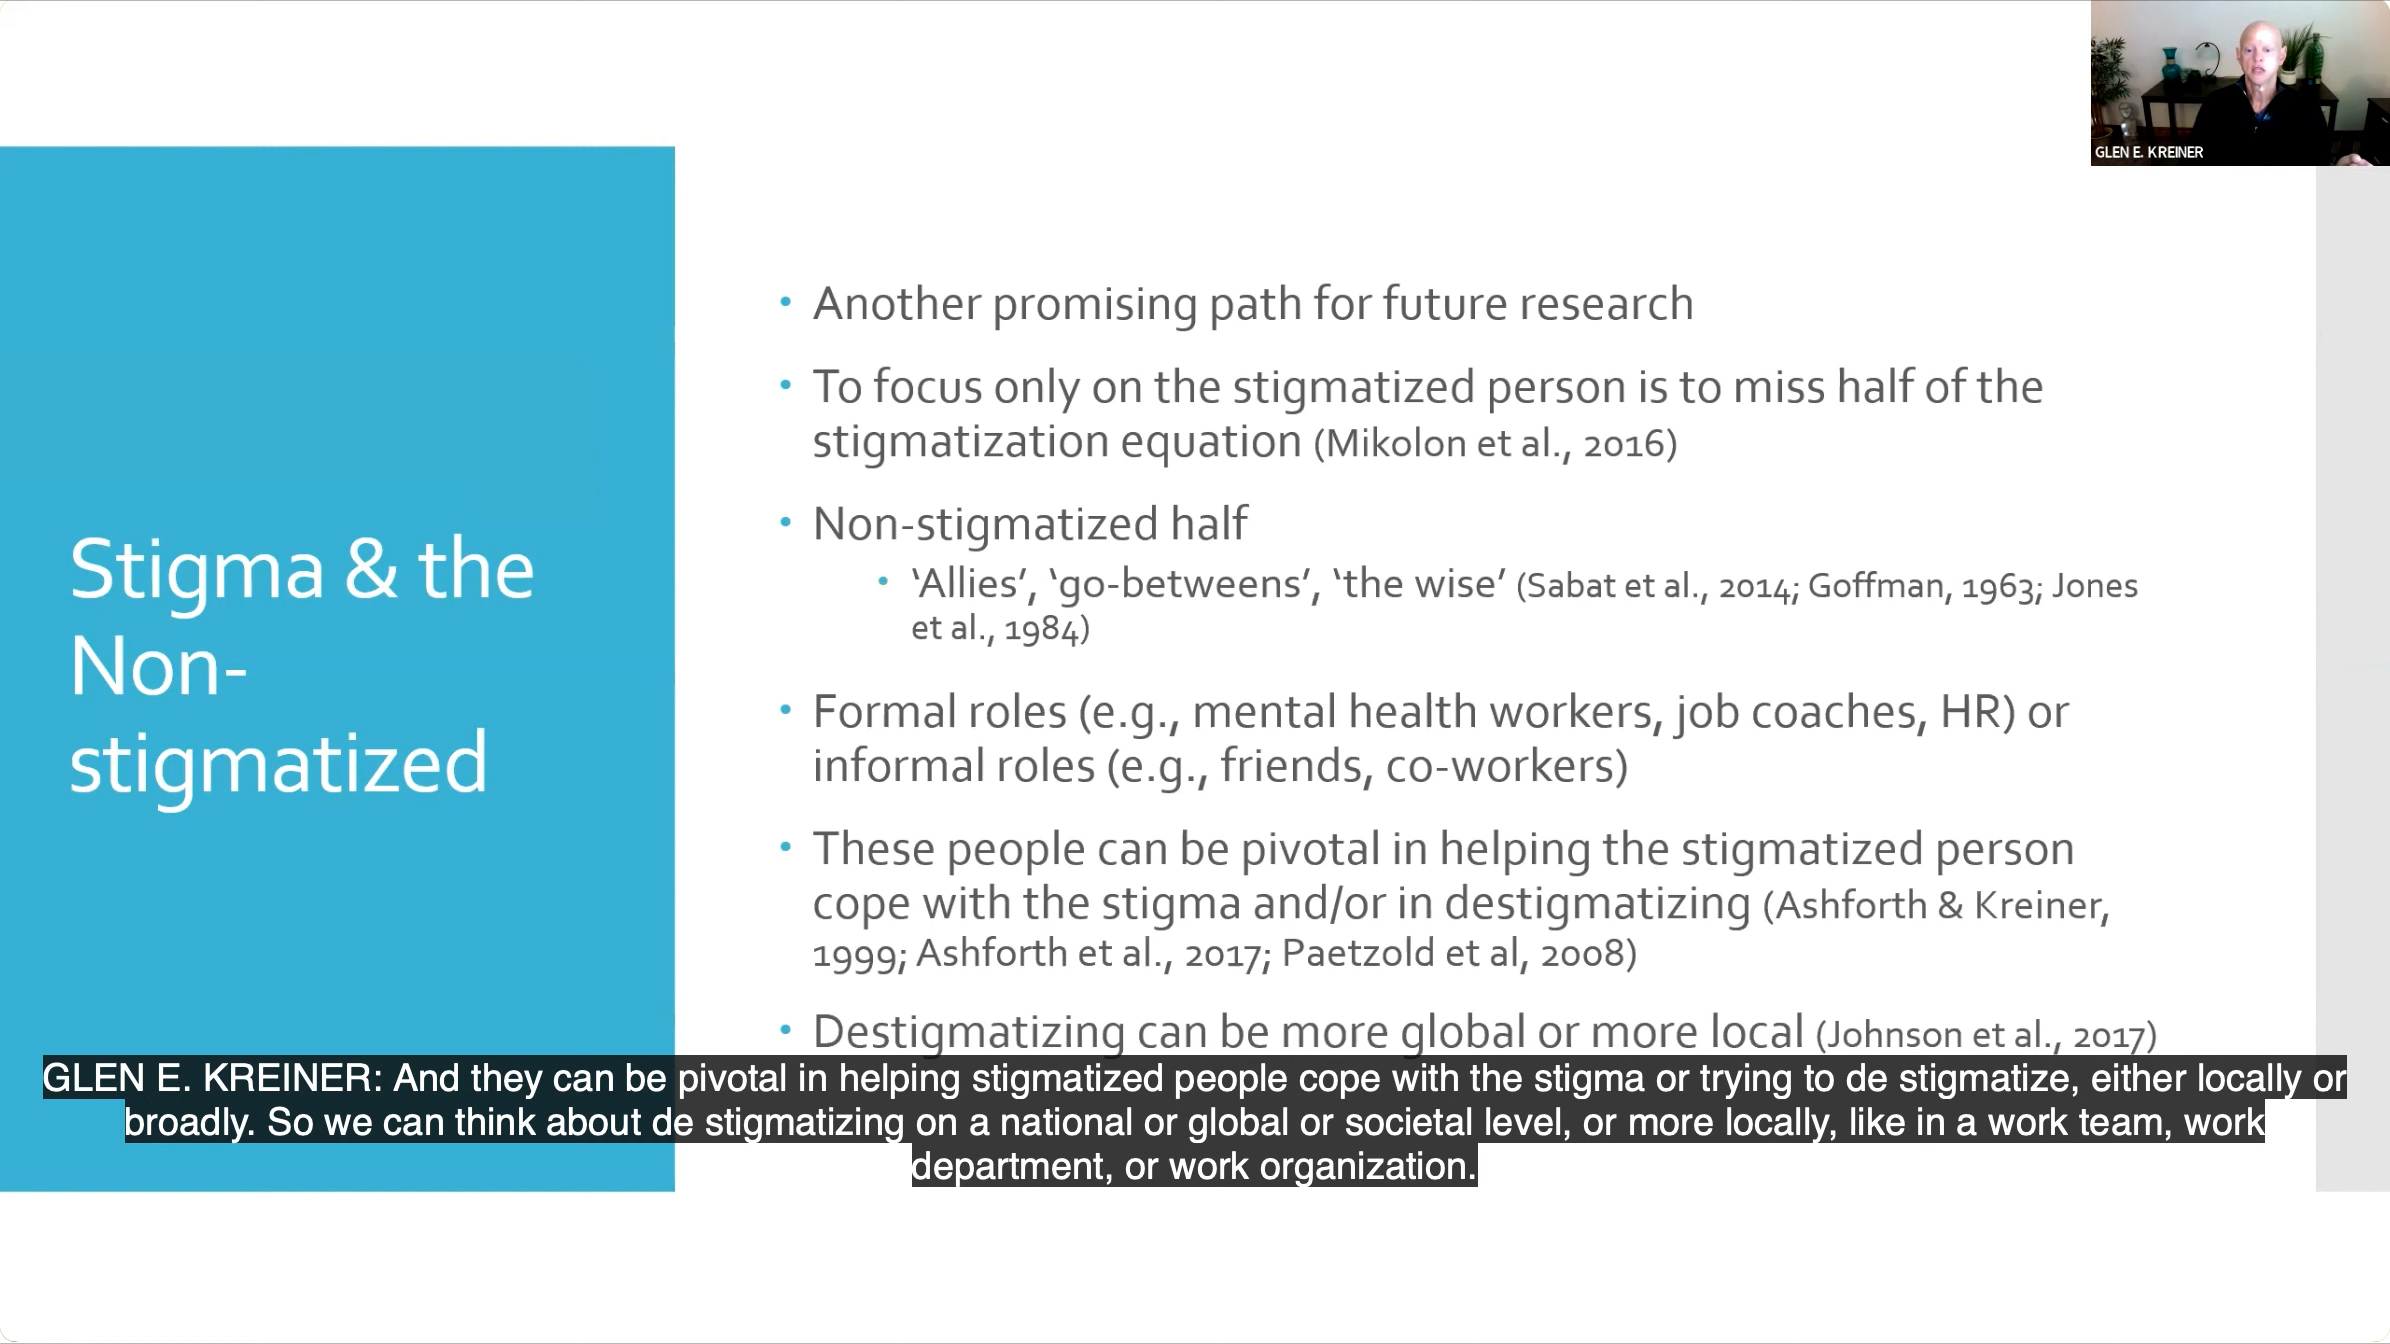 GLEN E. KREINER
Stigma & the
Non-
stigmatized
• Another promising path for future research
• To focus only on the stigmatized person is to miss half of the
stigmatization equation (Mikolon et al., 2016)
• Non-stigmatized half
• ‘Allies’, ‘go-betweens’, ‘the wise’ (Sabat et al., 2014; Goffman, 1963; Jones
et al., 1984)
• Formal roles (e.g., mental health workers, job coaches, HR) or
informal roles (e.g., friends, co-workers)
• These people can be pivotal in helping the stigmatized person
cope with the stigma and/or in destigmatizing (Ashforth & Kreiner,
1999; Ashforth et al., 2017; Paetzold et al, 2008)
• Destigmatizing can be more global or more local (Johnson et al., 2017)
GLEN E. KREINER: And they can be pivotal in helping stigmatized people cope with the stigma or trying to de stigmatize, either locally or
broadly. So we can think about de stigmatizing on a national or global or societal level, or more locally, like in a work team, work
department, or work organization.